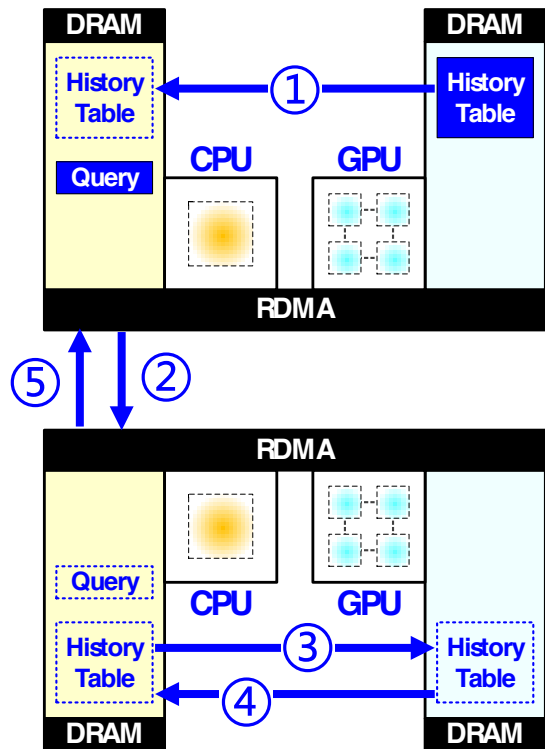 DRAM
DRAM
History
Table
①
History
Table
Query
CPU
GPU
RDMA
⑤
②
RDMA
Query
CPU
GPU
History
Table
③
④
History
Table
DRAM
DRAM